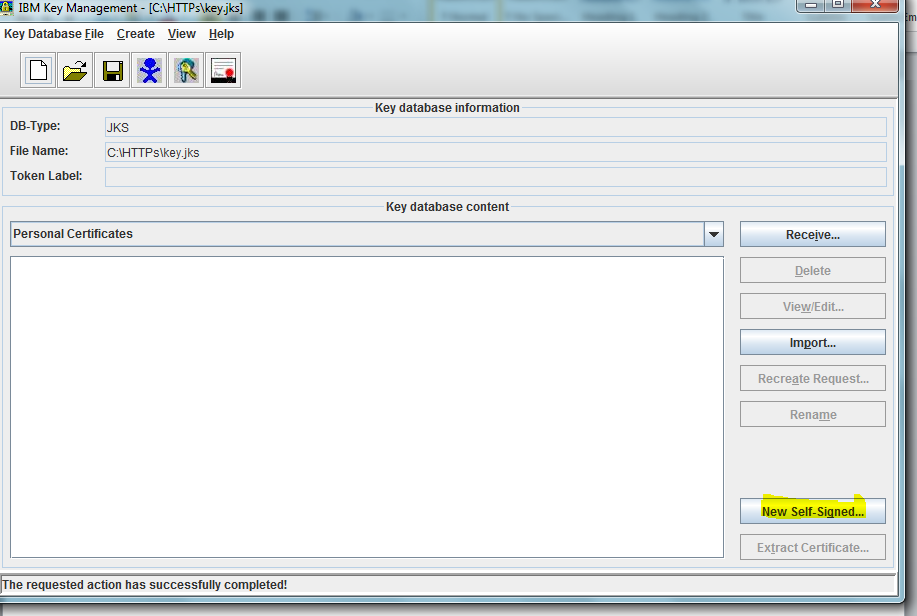 IBM Key Management - [C:\HTTPs\key.jks]
Key Database File Create View Help
Key database information
DB-Type:
JKS
File Name:
C:\HTTPs\key.jks
Token Label:
Key database content
Personal Certificates
Receive...
Delete
View/Edit...
Import...
Recreate Request...
Rename
New Self-Signed...
Extract Certificate...
The requested action has successfully completed!